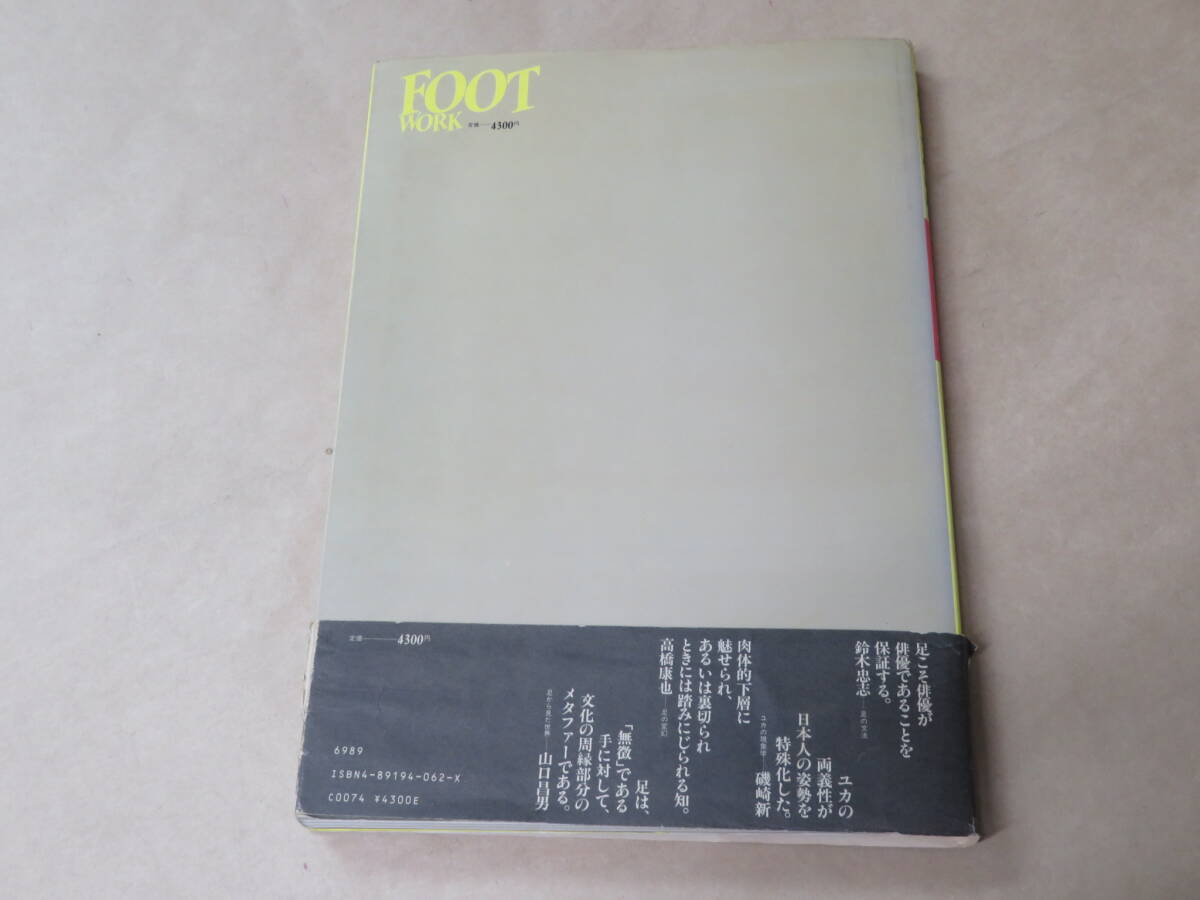 FOOT
WORK 定価——4300円
定価————4300円
足こそ俳優が
俳優であることを
保証する。
鈴木忠志——足の文法
ユカの
両義性が
日本人の姿勢を
特殊化した。
ユカの現象学——磯崎新
肉体的下層に
魅せられ、
あるいは裏切られ
ときには踏みにじられる知。
高橋康也——足の変幻
足は、
「無徴」である
手に対して、
文化の周縁部分の
メタファーである。
足から見た世界——山口昌男
6989
ISBN4-89194-062-X
C0074 ¥4300E